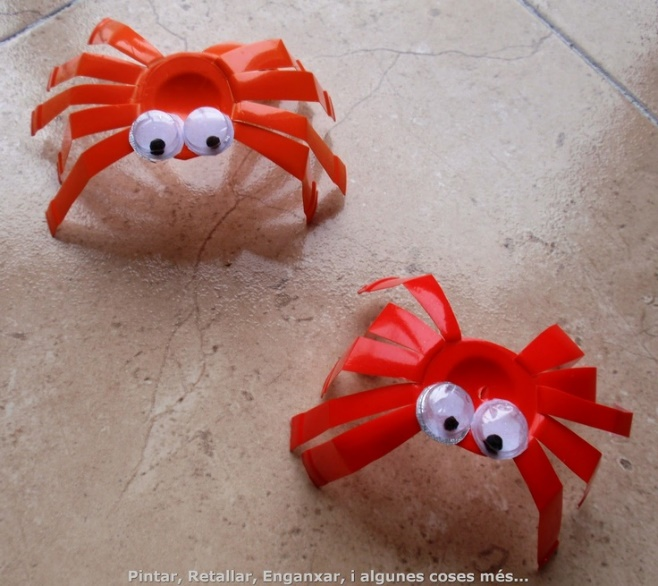 Pintar, Retallar, Enganxar, i algunes coses més...